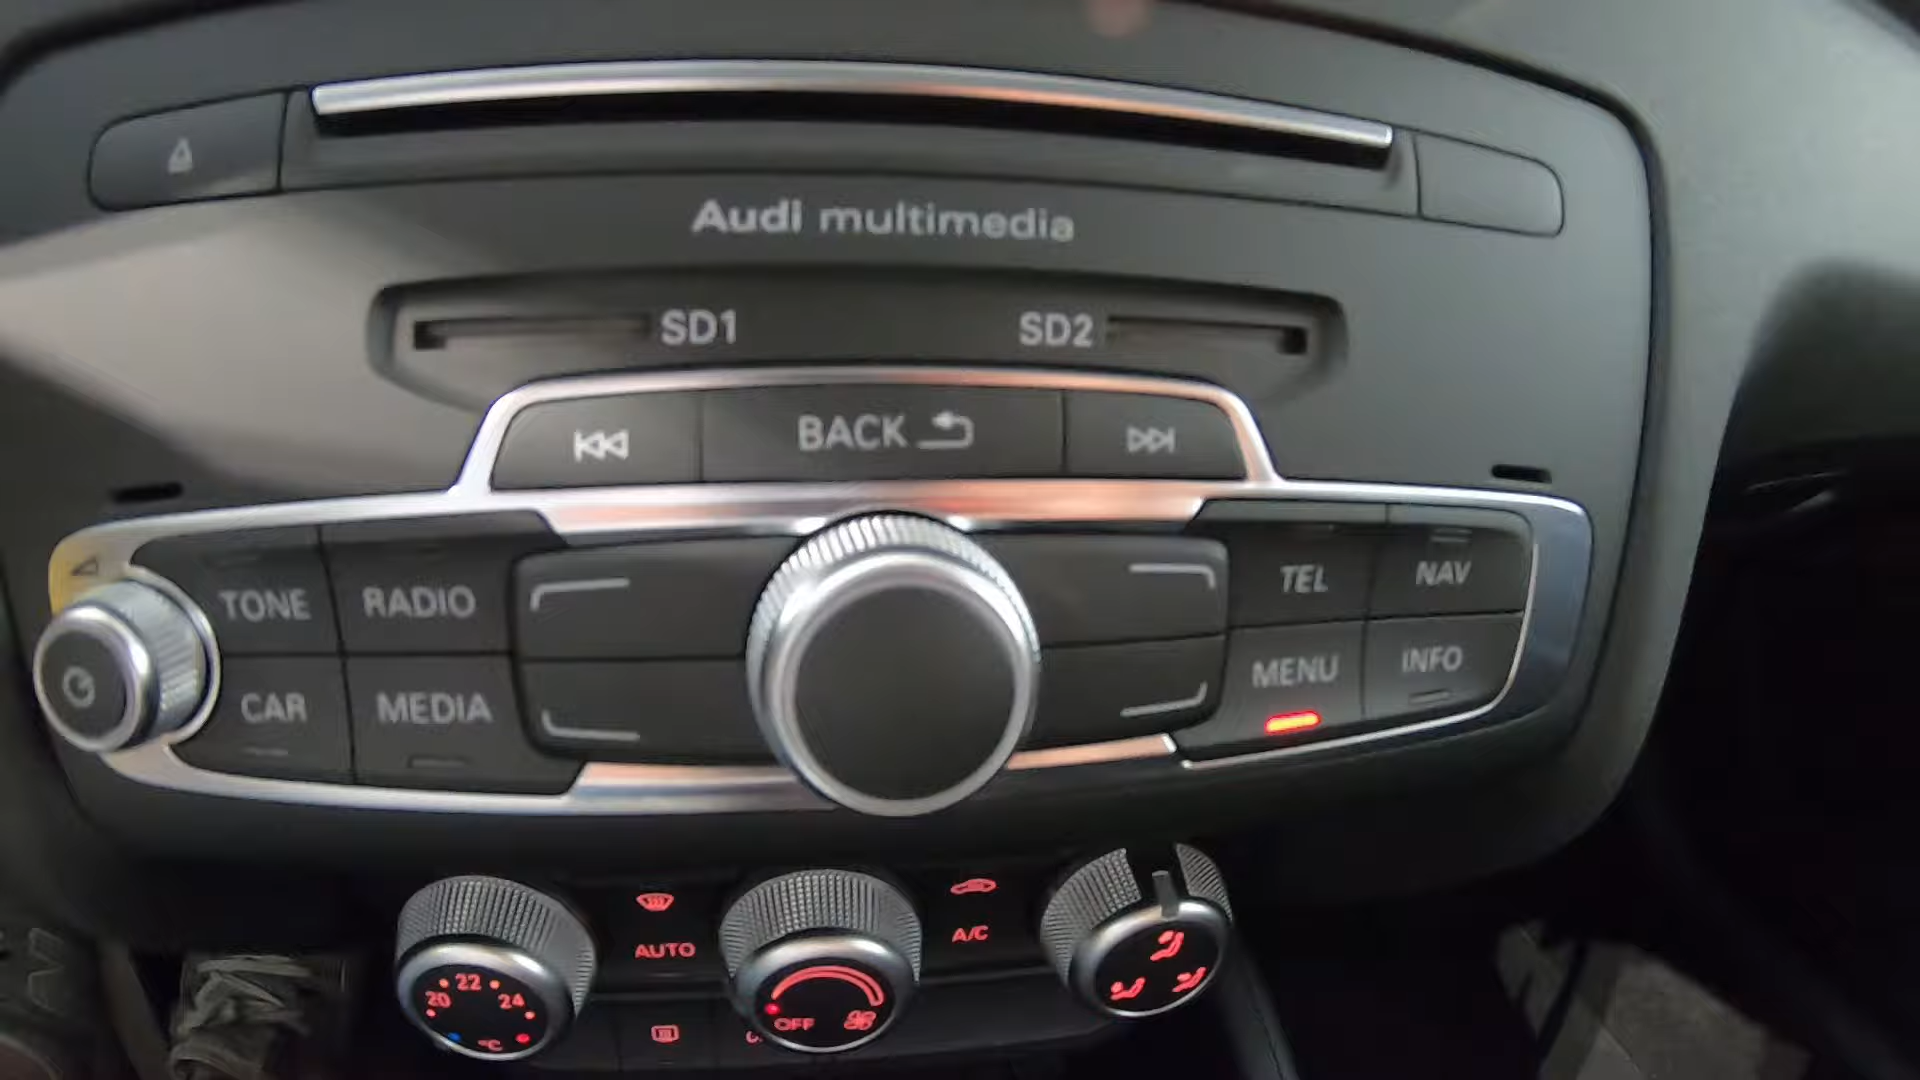 Audi multimedia
SD1 SD2
BACK
TONE RADIO
TEL NAV
CAR MEDIA
MENU INFO
AUTO
A/C
20 22 24
°C
OFF